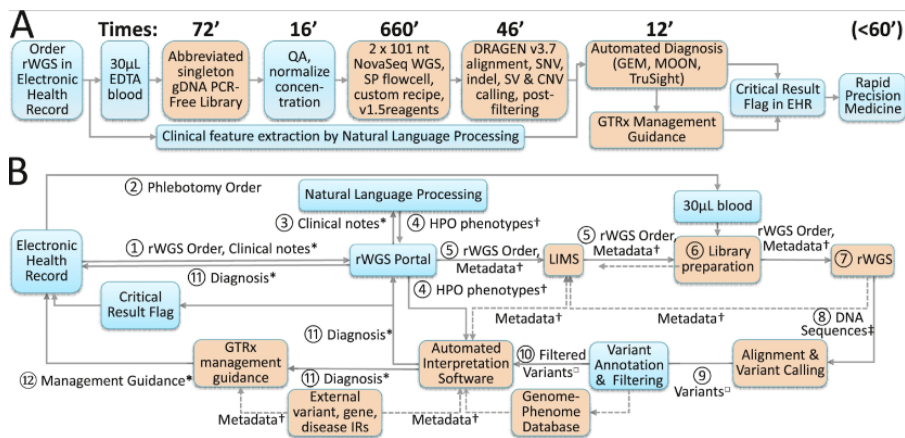 A
Times:
72’
16’
660’
46’
12’
(<60’)
Order
rWGS in
Electronic
Health
Record
30µL
EDTA
blood
Abbreviated
singleton
gDNA PCR-
Free Library
QA,
normalize
concen-
tration
2 x 101 nt
NovaSeq WGS,
SP flowcell,
custom recipe,
v1.5reagents
DRAGEN v3.7
alignment, SNV,
indel, SV & CNV
calling, post-
filtering
Automated Diagnosis
(GEM, MOON,
TruSight)
GTRx Management
Guidance
Critical Result
Flag in EHR
Rapid
Precision
Medicine
Clinical feature extraction by Natural Language Processing
B
② Phlebotomy Order
Natural Language Processing
30µL blood
③ Clinical notes*
④ HPO phenotypes†
Electronic
Health
Record
① rWGS Order, Clinical notes*
⑪ Diagnosis*
rWGS Portal
⑤ rWGS Order,
Metadata†
LIMS
⑤ rWGS Order,
Metadata†
⑥ Library
preparation
rWGS Order,
Metadata†
⑦ rWGS
Critical
Result Flag
④ HPO phenotypes†
Metadata†
Metadata†
⑧ DNA
Sequences‡
⑪ Diagnosis*
GTRx
management
guidance
⑫ Management Guidance*
⑪ Diagnosis*
Automated
Interpretation
Software
⑩ Filtered
Variants□
Variant
Annotation
& Filtering
⑨
Variants□
Alignment &
Variant Calling
Metadata†
External
variant, gene,
disease IRs
Metadata†
Genome-
Phenome
Database